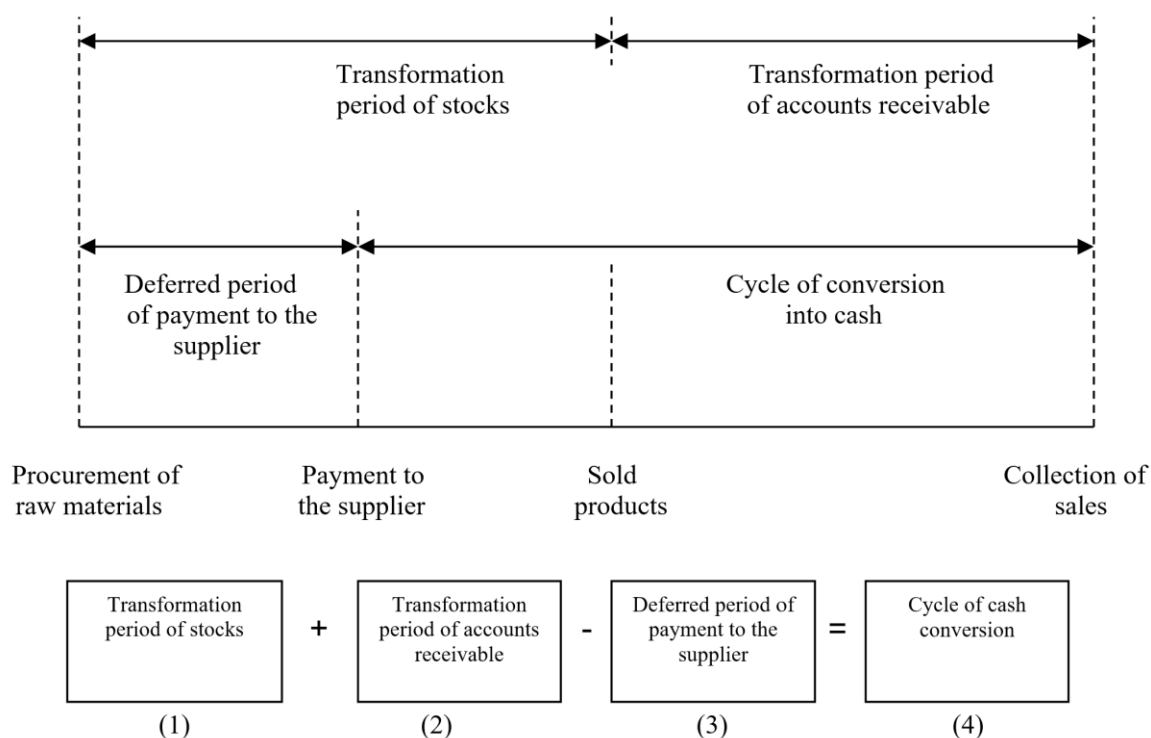 Transformation
period of stocks
Transformation period
of accounts receivable
Deferred period
of payment to the
supplier
Cycle of conversion
into cash
Procurement of
raw materials
Payment to
the supplier
Sold
products
Collection of
sales
Transformation
period of stocks
+
Transformation
period of accounts
receivable
-
Deferred period of
payment to the
supplier
=
Cycle of cash
conversion
(1)
(2)
(3)
(4)